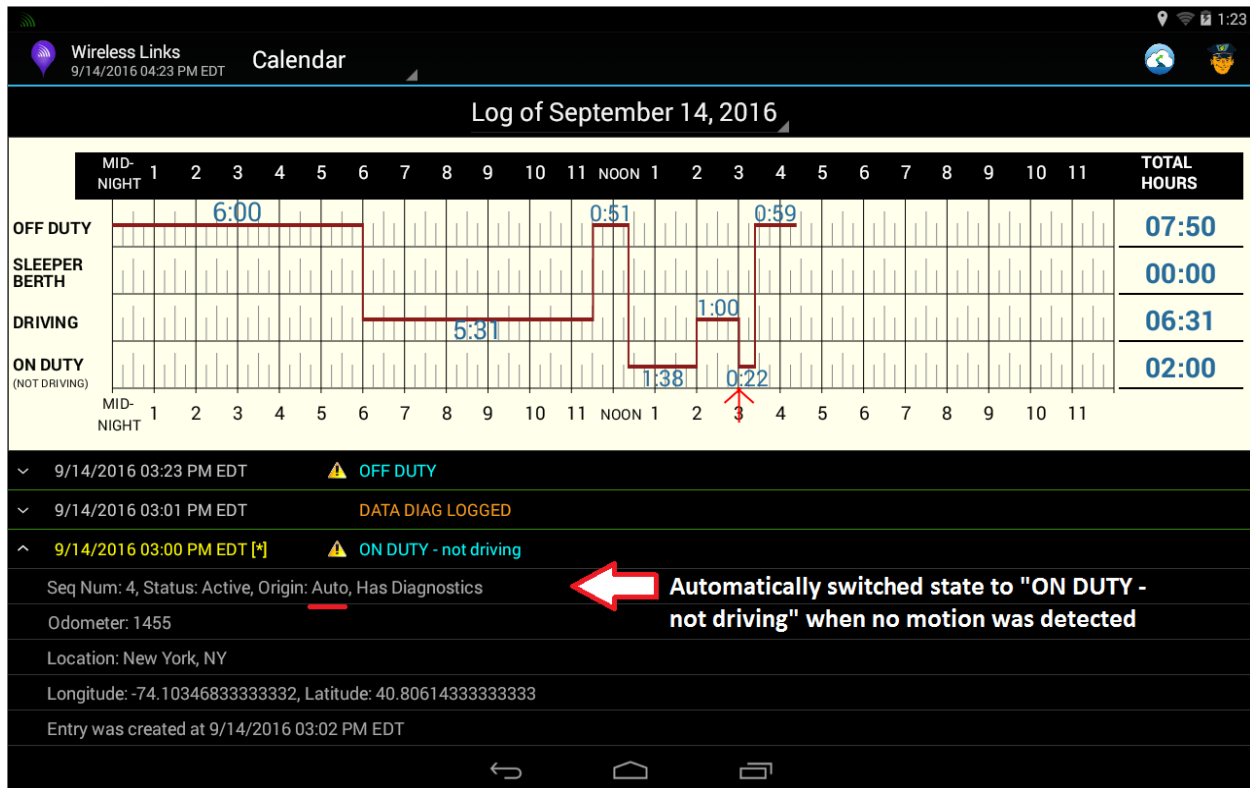 1:23
Wireless Links
9/14/2016 04:23 PM EDT
Calendar
Log of September 14, 2016
MID-
NIGHT 1 2 3 4 5 6 7 8 9 10 11 NOON 1 2 3 4 5 6 7 8 9 10 11
TOTAL
HOURS
OFF DUTY 6:00 0:51 0:59 07:50
SLEEPER
BERTH 00:00
DRIVING 5:31 1:00 06:31
ON DUTY
(NOT DRIVING) 1:38 0:22 02:00
MID-
NIGHT 1 2 3 4 5 6 7 8 9 10 11 NOON 1 2 3 4 5 6 7 8 9 10 11
9/14/2016 03:23 PM EDT OFF DUTY
9/14/2016 03:01 PM EDT DATA DIAG LOGGED
9/14/2016 03:00 PM EDT [*] ON DUTY - not driving
Seq Num: 4, Status: Active, Origin: Auto, Has Diagnostics
Automatically switched state to "ON DUTY -
not driving" when no motion was detected
Odometer: 1455
Location: New York, NY
Longitude: -74.10346833333332, Latitude: 40.80614333333333
Entry was created at 9/14/2016 03:02 PM EDT